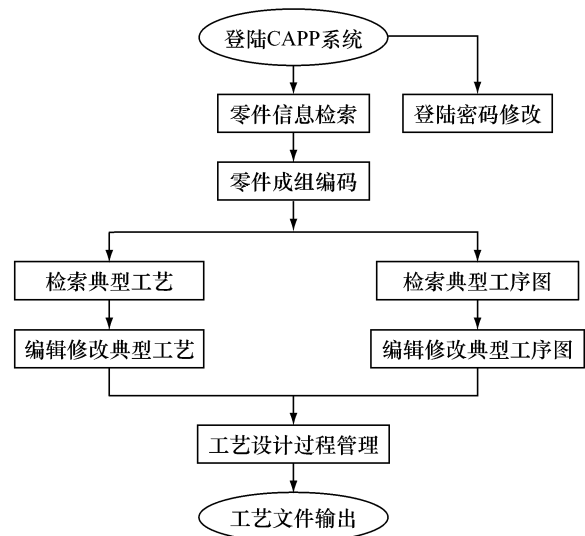 登陆CAPP系统
零件信息检索
登陆密码修改
零件成组编码
检索典型工艺
检索典型工序图
编辑修改典型工艺
编辑修改典型工序图
工艺设计过程管理
工艺文件输出